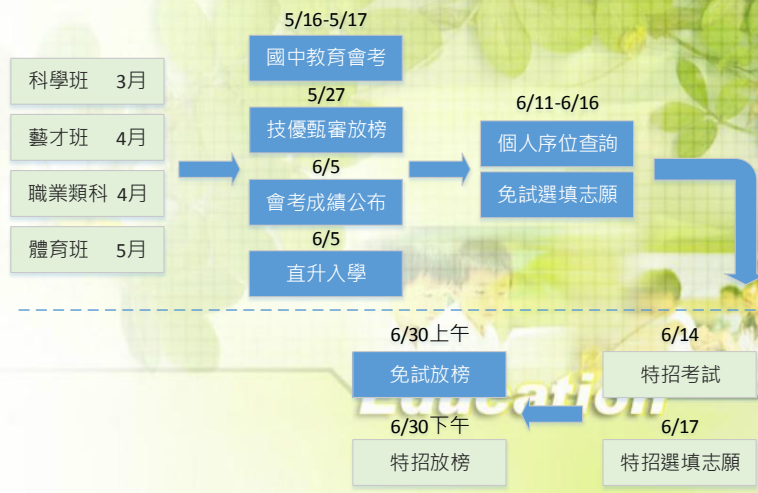 科學班 3月
藝才班 4月
職業類科 4月
體育班 5月
5/16-5/17
國中教育會考
5/27
技優甄審放榜
6/5
會考成績公布
6/5
直升入學
6/11-6/16
個人序位查詢
免試選填志願
6/14
特招考試
6/17
特招選填志願
6/30上午
免試放榜
6/30下午
特招放榜
Education